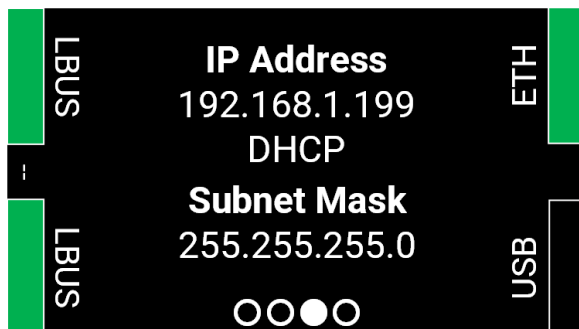 LBUS
IP Address
ETH
192.168.1.199
DHCP
Subnet Mask
LBUS
255.255.255.0
USB